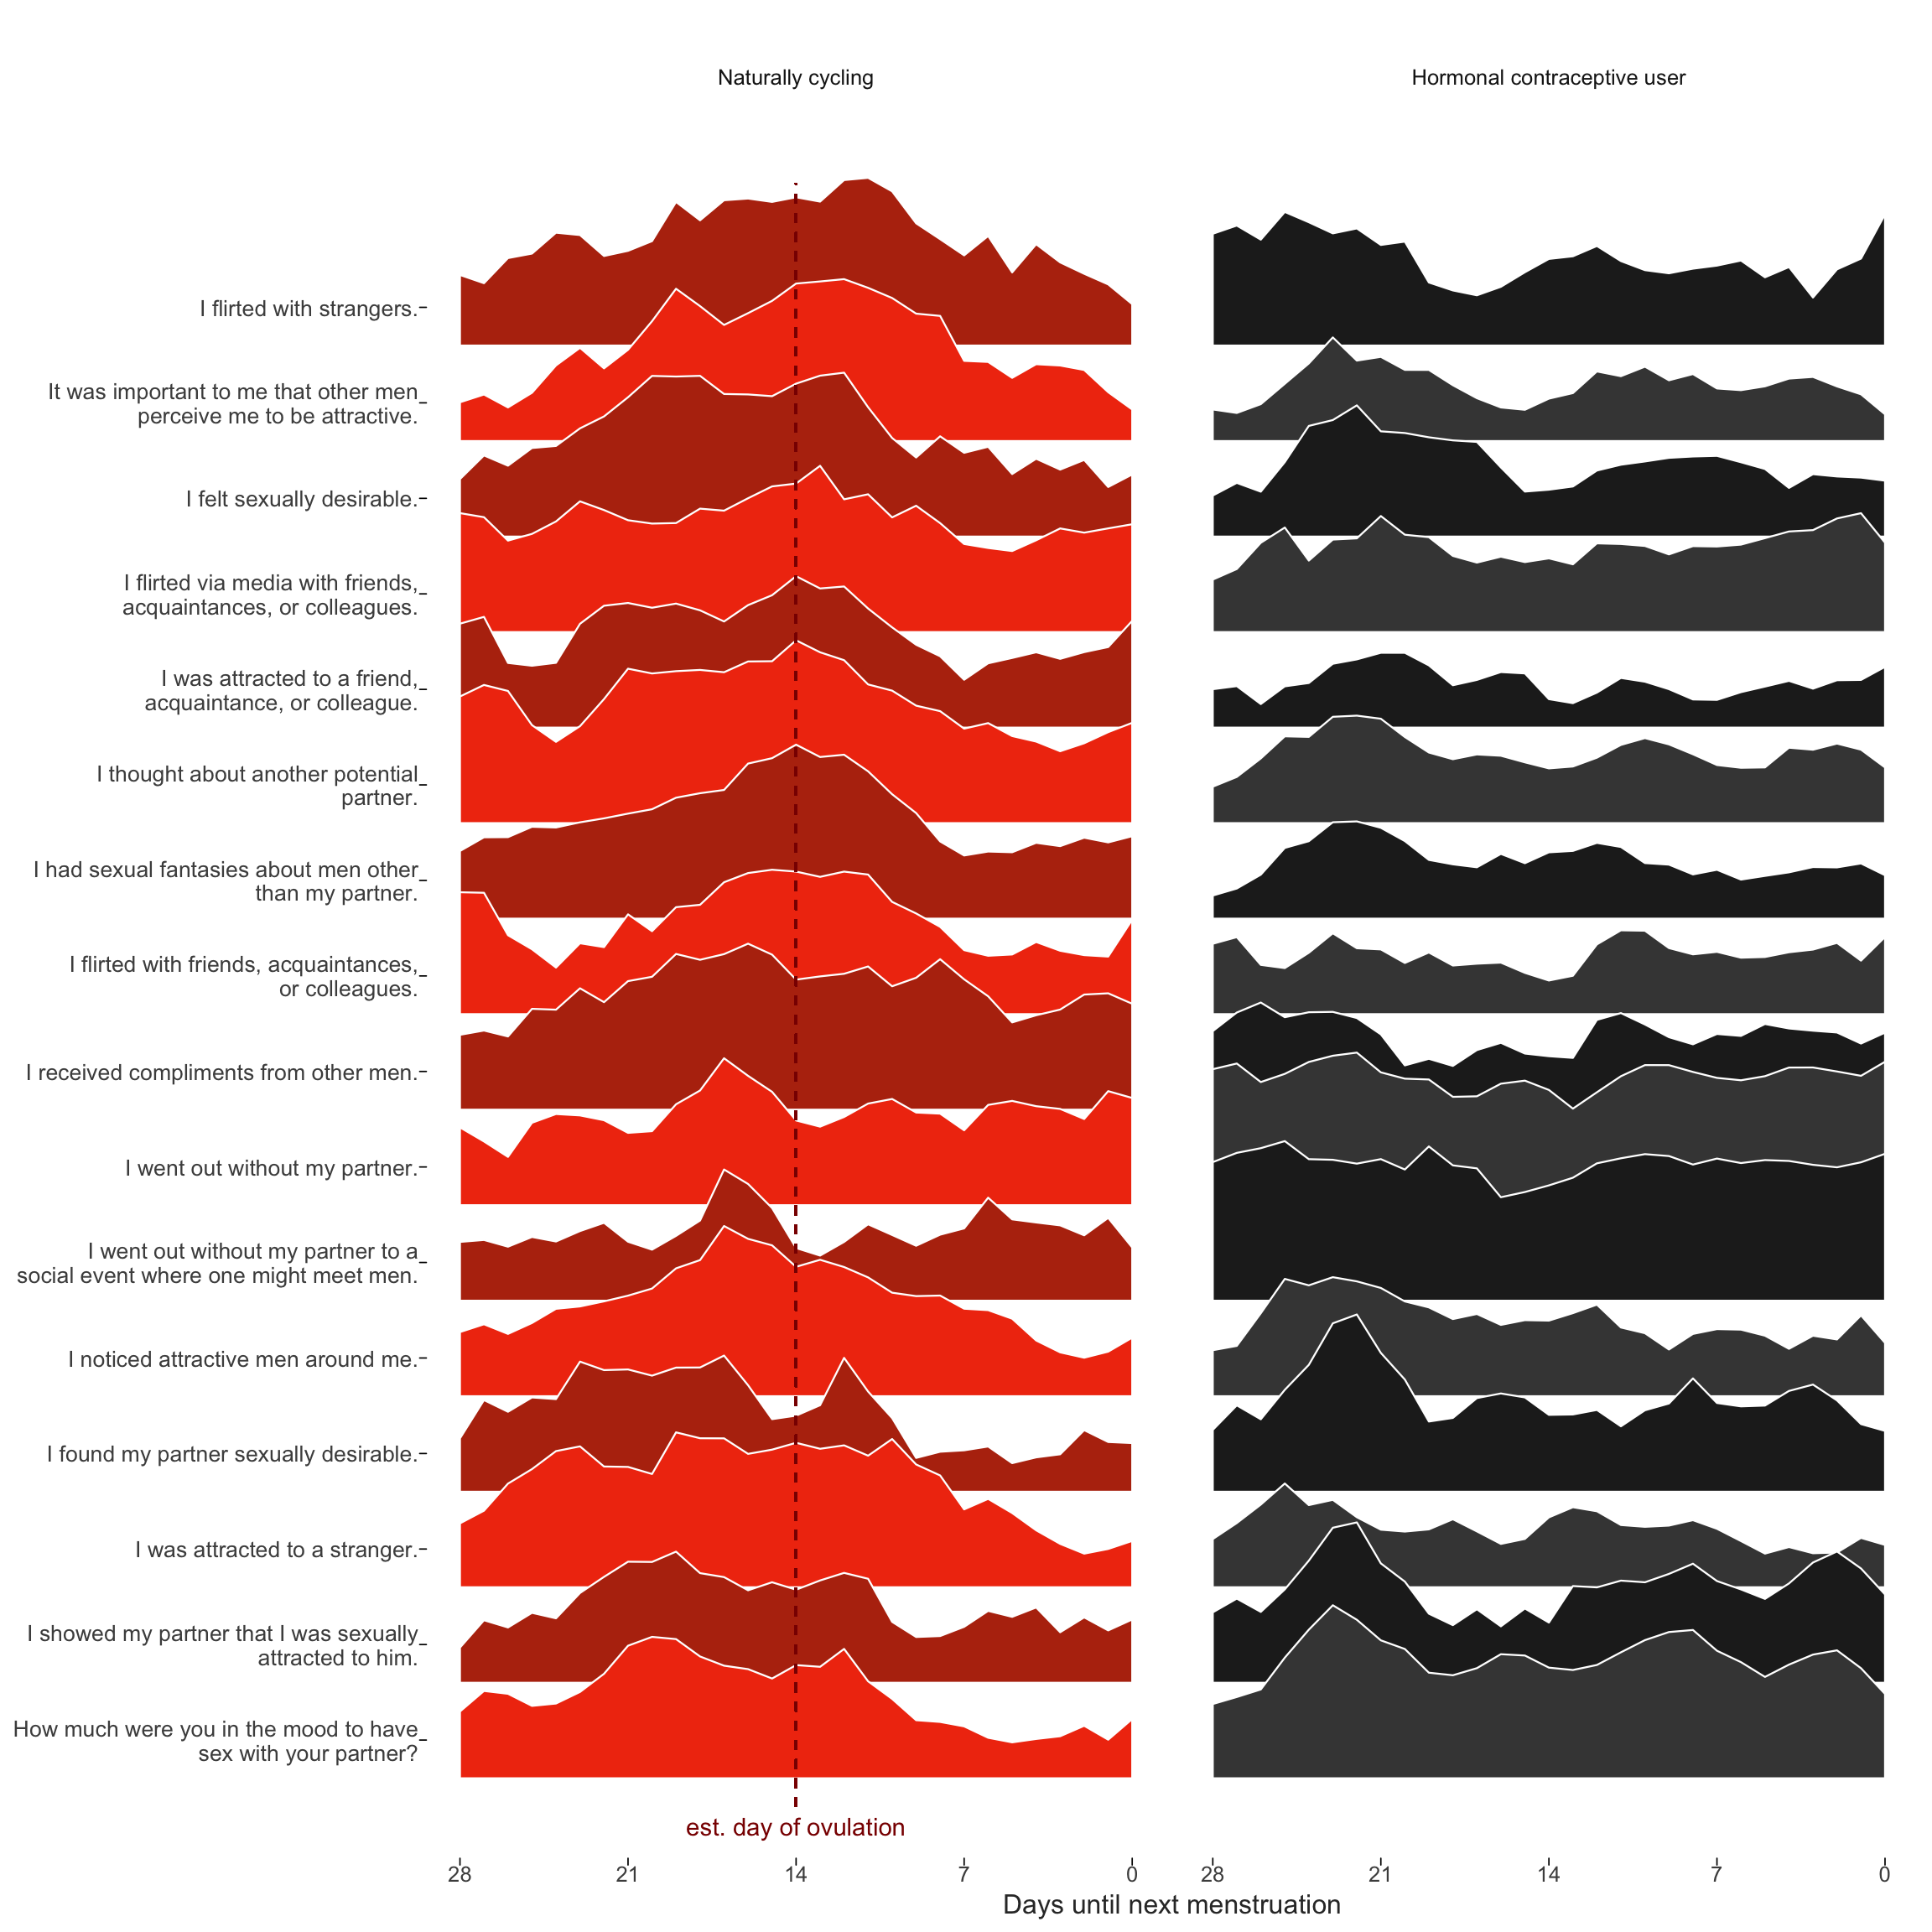 Naturally cycling
Hormonal contraceptive user
I flirted with strangers.
It was important to me that other men
perceive me to be attractive.
I felt sexually desirable.
I flirted via media with friends,
acquaintances, or colleagues.
I was attracted to a friend,
acquaintance, or colleague.
I thought about another potential
partner.
I had sexual fantasies about men other
than my partner.
I flirted with friends, acquaintances,
or colleagues.
I received compliments from other men.
I went out without my partner.
I went out without my partner to a
social event where one might meet men.
I noticed attractive men around me.
I found my partner sexually desirable.
I was attracted to a stranger.
I showed my partner that I was sexually
attracted to him.
How much were you in the mood to have
sex with your partner?
est. day of ovulation
28 21 14 7 0 28 21 14 7 0
Days until next menstruation